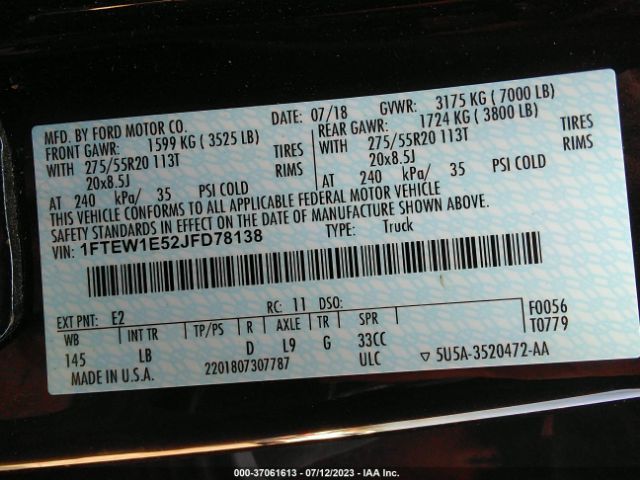 MFD. BY FORD MOTOR CO. DATE: 07/18 GVWR: 3175 KG ( 7000 LB)
FRONT GAWR: 1599 KG ( 3525 LB) REAR GAWR: 1724 KG ( 3800 LB)
WITH 275/55R20 113T TIRES WITH 275/55R20 113T TIRES
20x8.5J RIMS 20x8.5J RIMS
AT 240 kPa/ 35 PSI COLD AT 240 kPa/ 35 PSI COLD
THIS VEHICLE CONFORMS TO ALL APPLICABLE FEDERAL MOTOR VEHICLE
SAFETY STANDARDS IN EFFECT ON THE DATE OF MANUFACTURE SHOWN ABOVE.
VIN: 1FTEW1E52JFD78138 TYPE: Truck
EXT PNT: E2 RC: 11 DSO: F0056
WB INT TR TP/PS R AXLE TR SPR T0779
145 LB D L9 G 33CC
MADE IN U.S.A. 2201807307787 ULC ▽ 5U5A-3520472-AA
000-37061613 - 07/12/2023 - IAA Inc.